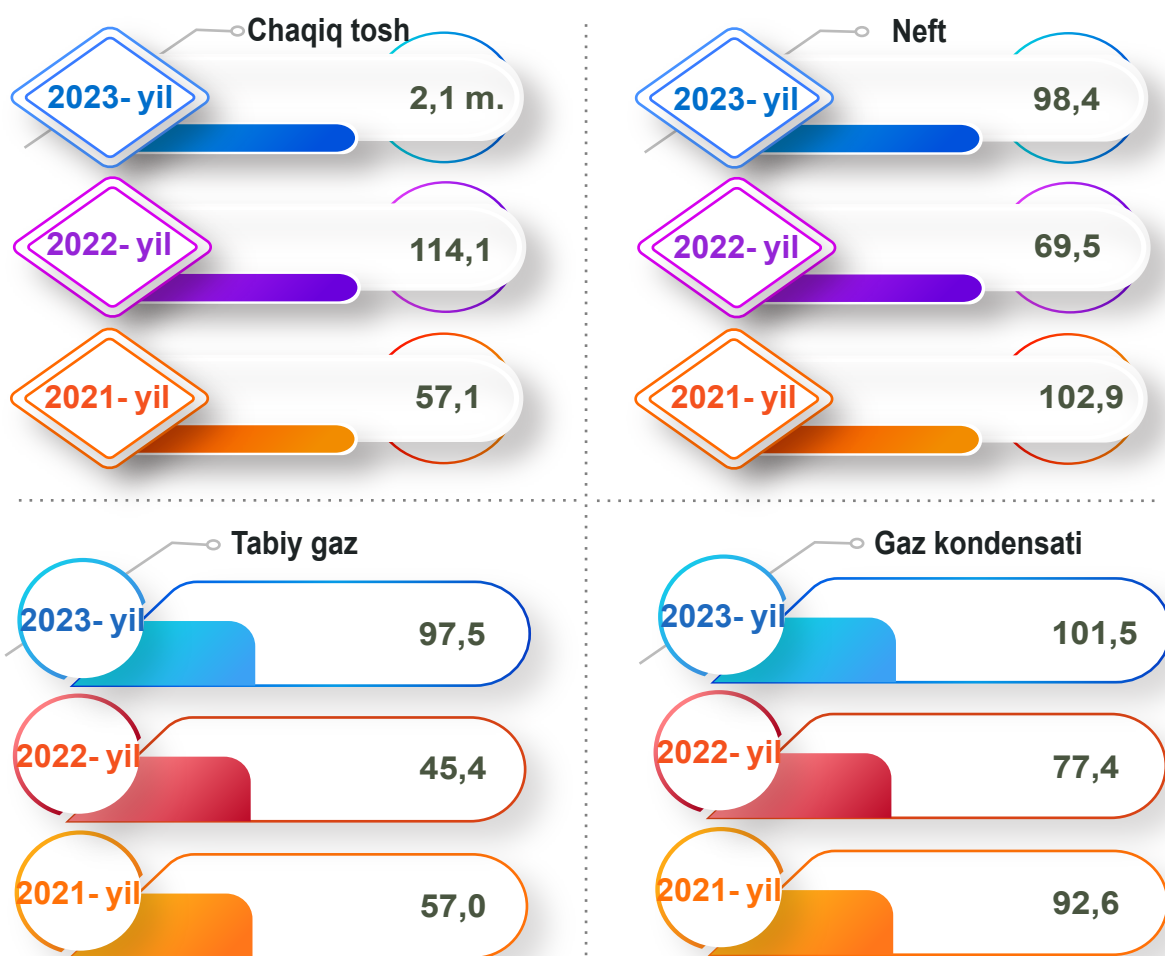 Chaqiq tosh
2023- yil
2,1 m.
2022- yil
114,1
2021- yil
57,1
Neft
2023- yil
98,4
2022- yil
69,5
2021- yil
102,9
Tabiy gaz
2023- yil
97,5
2022- yil
45,4
2021- yil
57,0
Gaz kondensati
2023- yil
101,5
2022- yil
77,4
2021- yil
92,6